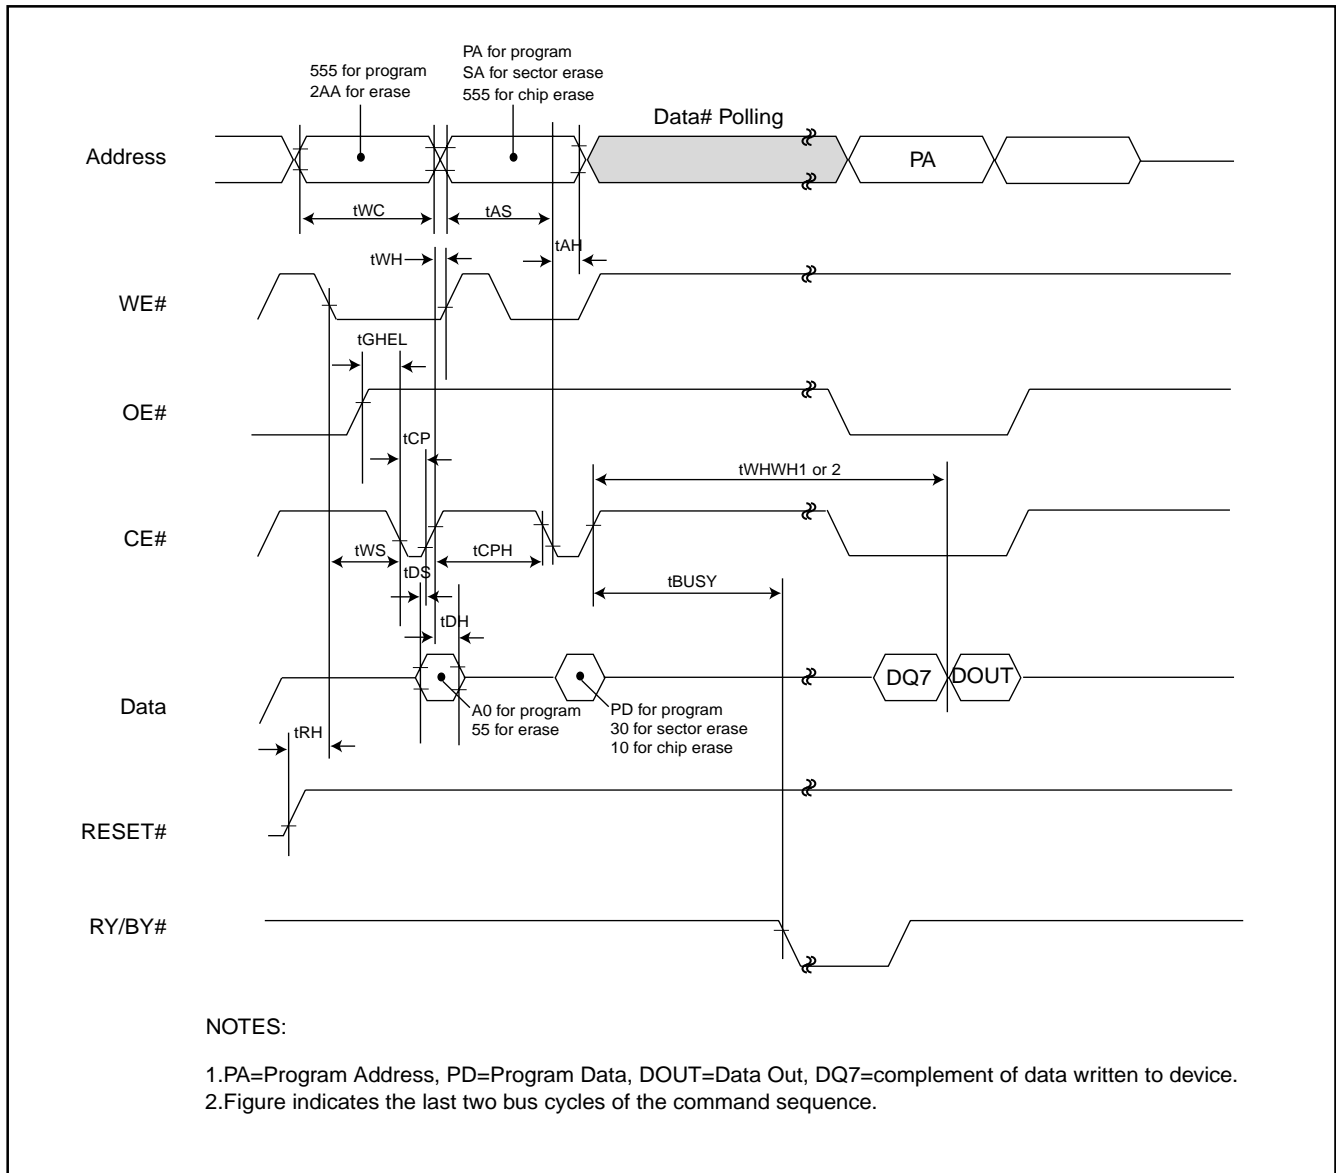 555 for program
2AA for erase
PA for program
SA for sector erase
555 for chip erase
Data# Polling
Address
PA
tWC
tAS
tAH
tWH
WE#
tGHEL
OE#
tCP
tWHWH1 or 2
CE#
tWS
tCPH
tDS
tBUSY
tDH
Data
DQ7
DOUT
A0 for program
55 for erase
PD for program
30 for sector erase
10 for chip erase
tRH
RESET#
RY/BY#
NOTES:
1.PA=Program Address, PD=Program Data, DOUT=Data Out, DQ7=complement of data written to device.
2.Figure indicates the last two bus cycles of the command sequence.